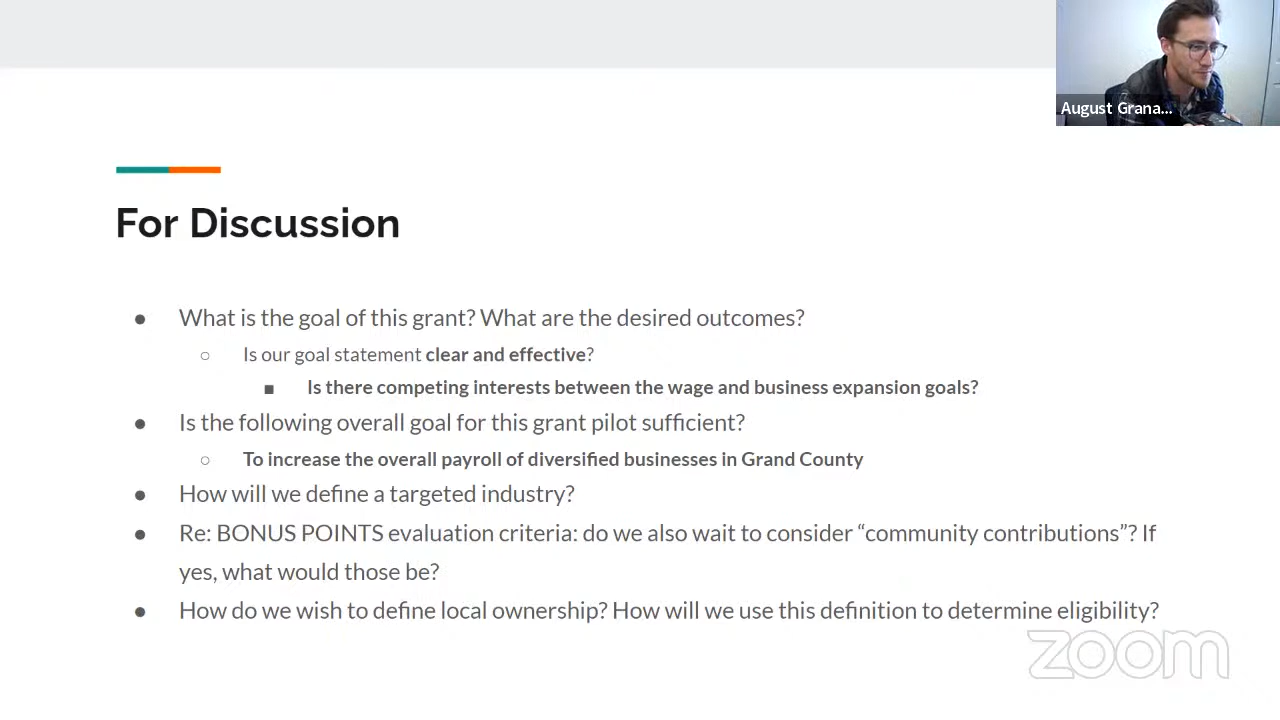 August Grana...
For Discussion
● What is the goal of this grant? What are the desired outcomes?
○ Is our goal statement clear and effective?
■ Is there competing interests between the wage and business expansion goals?
● Is the following overall goal for this grant pilot sufficient?
○ To increase the overall payroll of diversified businesses in Grand County
● How will we define a targeted industry?
● Re: BONUS POINTS evaluation criteria: do we also wait to consider “community contributions”? If
yes, what would those be?
● How do we wish to define local ownership? How will we use this definition to determine eligibility?
zoom